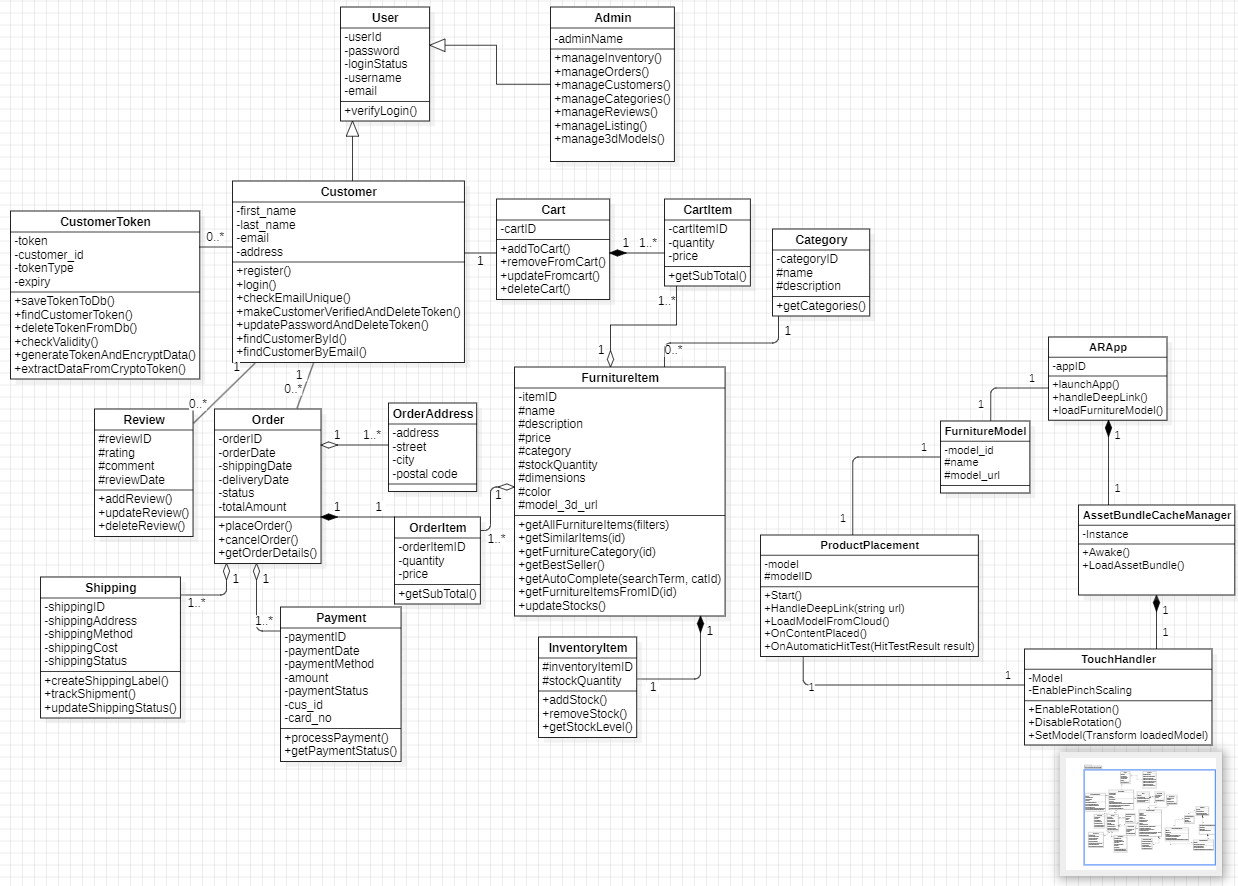 User
-userId
-password
-loginStatus
-username
-email
+verifyLogin()
Admin
-adminName
+manageInventory()
+manageOrders()
+manageCustomers()
+manageCategories()
+manageReviews()
+manageListing()
+manage3dModels()
CustomerToken
-token
-customer_id
-tokenType
-expiry
+saveTokenToDb()
+findCustomerToken()
+deleteTokenFromDb()
+checkValidity()
+generateTokenAndEncryptData()
+extractDataFromCryptoToken()
0..*
Customer
-first_name
-last_name
-email
-address
+register()
+login()
+checkEmailUnique()
+makeCustomerVerifiedAndDeleteToken()
+updatePasswordAndDeleteToken()
+findCustomerById()
+findCustomerByEmail()
1
Cart
-cartID
+addToCart()
+removeFromCart()
+updateFromcart()
+deleteCart()
1
1..*
CartItem
-cartItemID
-quantity
-price
+getSubTotal()
1..*
1
Category
-categoryID
#name
#description
+getCategories()
1
0..*
1
0..*
1
0..*
Review
#reviewID
#rating
#comment
#reviewDate
+addReview()
+updateReview()
+deleteReview()
Order
-orderID
-orderDate
-shippingDate
-deliveryDate
-status
-totalAmount
+placeOrder()
+cancelOrder()
+getOrderDetails()
1
1..*
OrderAddress
-address
-street
-city
-postal code
1
1
OrderItem
-orderItemID
-quantity
-price
+getSubTotal()
1
1..*
FurnitureItem
-itemID
#name
#description
#price
#category
#stockQuantity
#dimensions
#color
#model_3d_url
+getAllFurnitureItems(filters)
+getSimilarItems(id)
+getFurnitureCategory(id)
+getBestSeller()
+getAutoComplete(searchTerm, catId)
+getFurnitureItemsFromID(id)
+updateStocks()
1
1
InventoryItem
#inventoryItemID
#stockQuantity
+addStock()
+removeStock()
+getStockLevel()
1
1..*
Shipping
-shippingID
-shippingAddress
-shippingMethod
-shippingCost
-shippingStatus
+createShippingLabel()
+trackShipment()
+updateShippingStatus()
1
1..*
Payment
-paymentID
-paymentDate
-paymentMethod
-amount
-paymentStatus
-cus_id
-card_no
+processPayment()
+getPaymentStatus()
ARApp
-appID
+launchApp()
+handleDeepLink()
+loadFurnitureModel()
1
1
FurnitureModel
-model_id
#name
#model_url
1
1
ProductPlacement
-model
#modelID
+Start()
+HandleDeepLink(string url)
+LoadModelFromCloud()
+OnContentPlaced()
+OnAutomaticHitTest(HitTestResult result)
1
1
AssetBundleCacheManager
-Instance
+Awake()
+LoadAssetBundle()
1
1
TouchHandler
-Model
-EnablePinchScaling
+EnableRotation()
+DisableRotation()
+SetModel(Transform loadedModel)
1
1